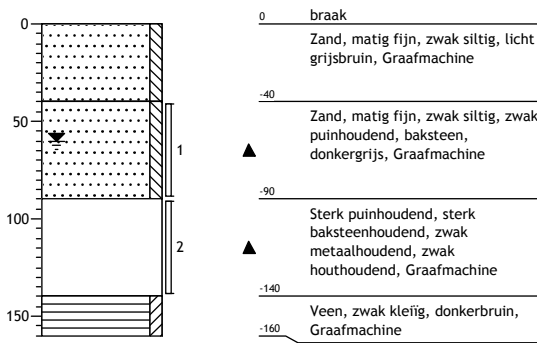 0
50
100
150
1
2
0 braak
Zand, matig fijn, zwak siltig, licht
grijsbruin, Graafmachine
-40
Zand, matig fijn, zwak siltig, zwak
puinhoudend, baksteen,
donkergrijs, Graafmachine
-90
Sterk puinhoudend, sterk
baksteenhoudend, zwak
metaalhoudend, zwak
houthoudend, Graafmachine
-140
Veen, zwak kleiïg, donkerbruin,
Graafmachine
-160